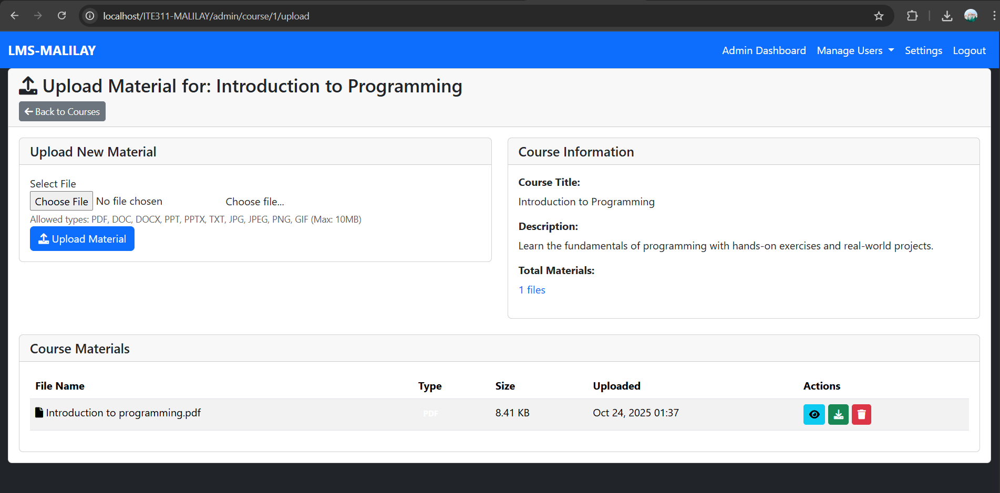 localhost/ITE311-MALILAY/admin/course/1/upload
LMS-MALILAY
Admin Dashboard
Manage Users
Settings
Logout
Upload Material for: Introduction to Programming
Back to Courses
Upload New Material
Select File
Choose File No file chosen
Choose file...
Allowed types: PDF, DOC, DOCX, PPT, PPTX, TXT, JPG, JPEG, PNG, GIF (Max: 10MB)
Upload Material
Course Information
Course Title:
Introduction to Programming
Description:
Learn the fundamentals of programming with hands-on exercises and real-world projects.
Total Materials:
1 files
Course Materials
File Name Type Size Uploaded Actions
Introduction to programming.pdf PDF 8.41 KB Oct 24, 2025 01:37